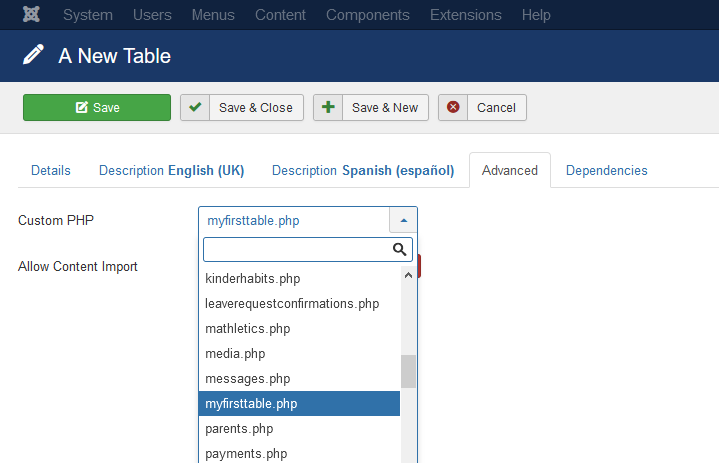 System Users Menus Content Components Extensions Help
A New Table
Save Save & Close Save & New Cancel
Details Description English (UK) Description Spanish (español) Advanced Dependencies
Custom PHP myfirsttable.php
Allow Content Import
kinderhabits.php
leaverequestconfirmations.php
mathletics.php
media.php
messages.php
myfirsttable.php
parents.php
payments.php